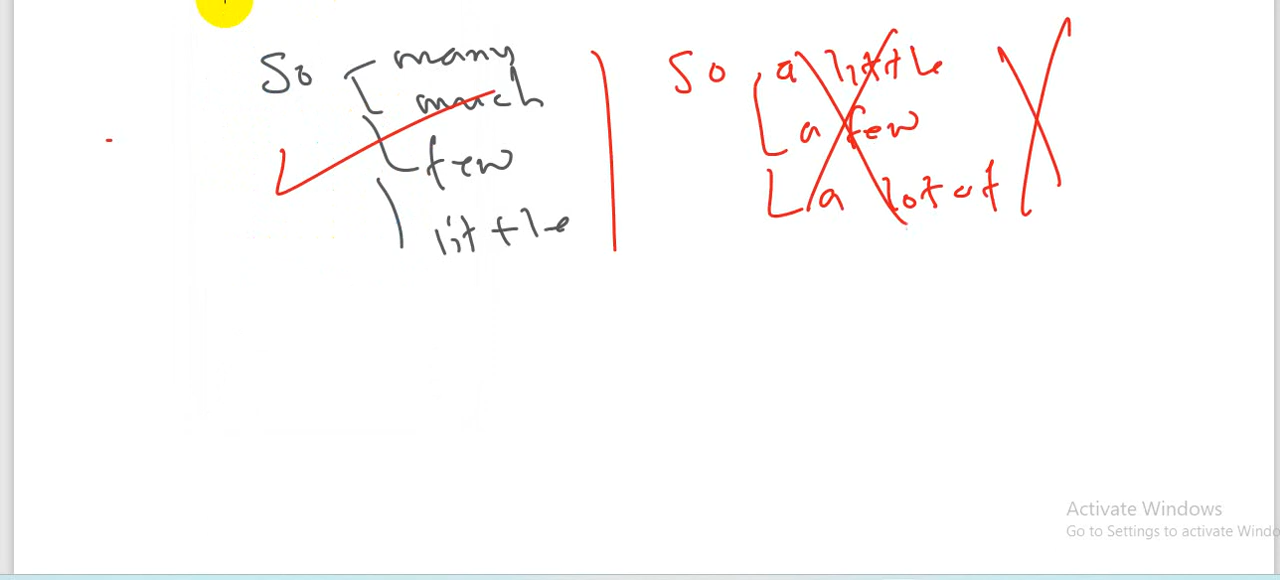 So many
much
few
little
So a little
a few
a lot of
Activate Windows
Go to Settings to activate Windo